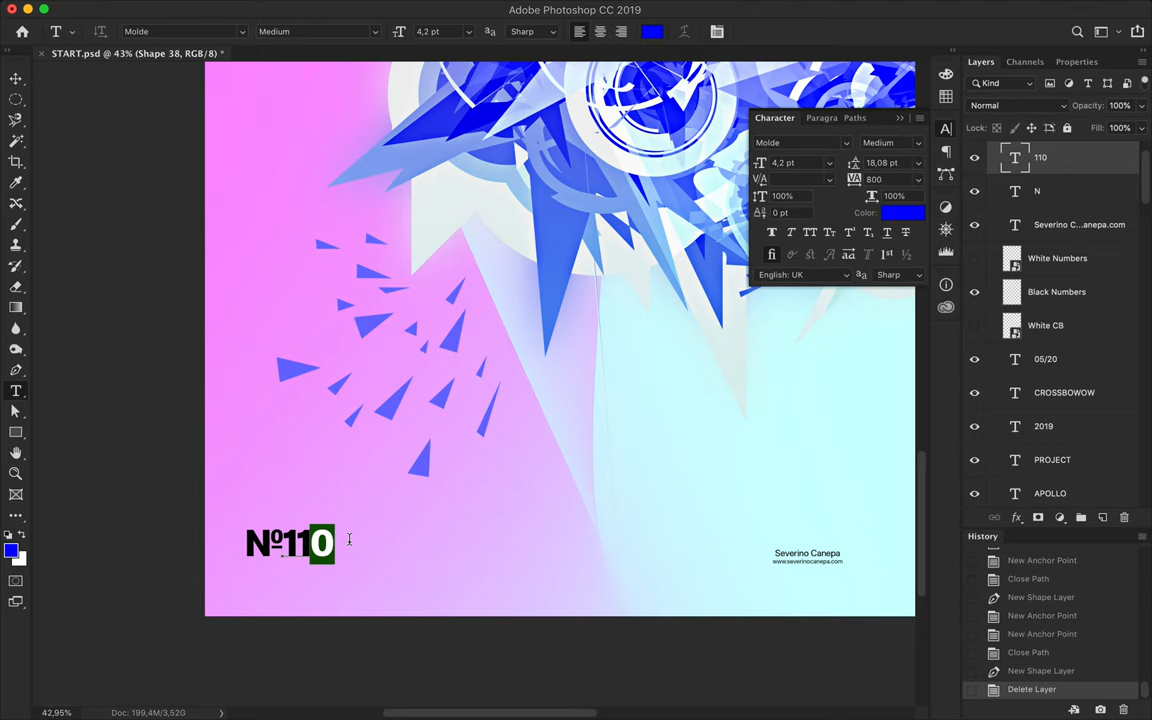 Adobe Photoshop CC 2019
Molde
Medium
4,2 pt
Sharp
START.psd @ 43% (Shape 38, RGB/8) *
Layers
Channels
Properties
Kind
Normal
Opacity: 100%
Lock:
Fill: 100%
110
N
Severino C...anepa.com
White Numbers
Black Numbers
White CB
05/20
CROSSBOWOW
2019
PROJECT
APOLLO
Character
Paragra
Paths
Molde
Medium
4,2 pt
18,08 pt
800
100%
100%
0 pt
Color:
English: UK
Sharp
Nº110
Severino Canepa
www.severinocanepa.com
History
New Anchor Point
Close Path
New Shape Layer
New Anchor Point
New Anchor Point
Close Path
New Shape Layer
Delete Layer
42,95%
Doc: 199,4M/3,52G